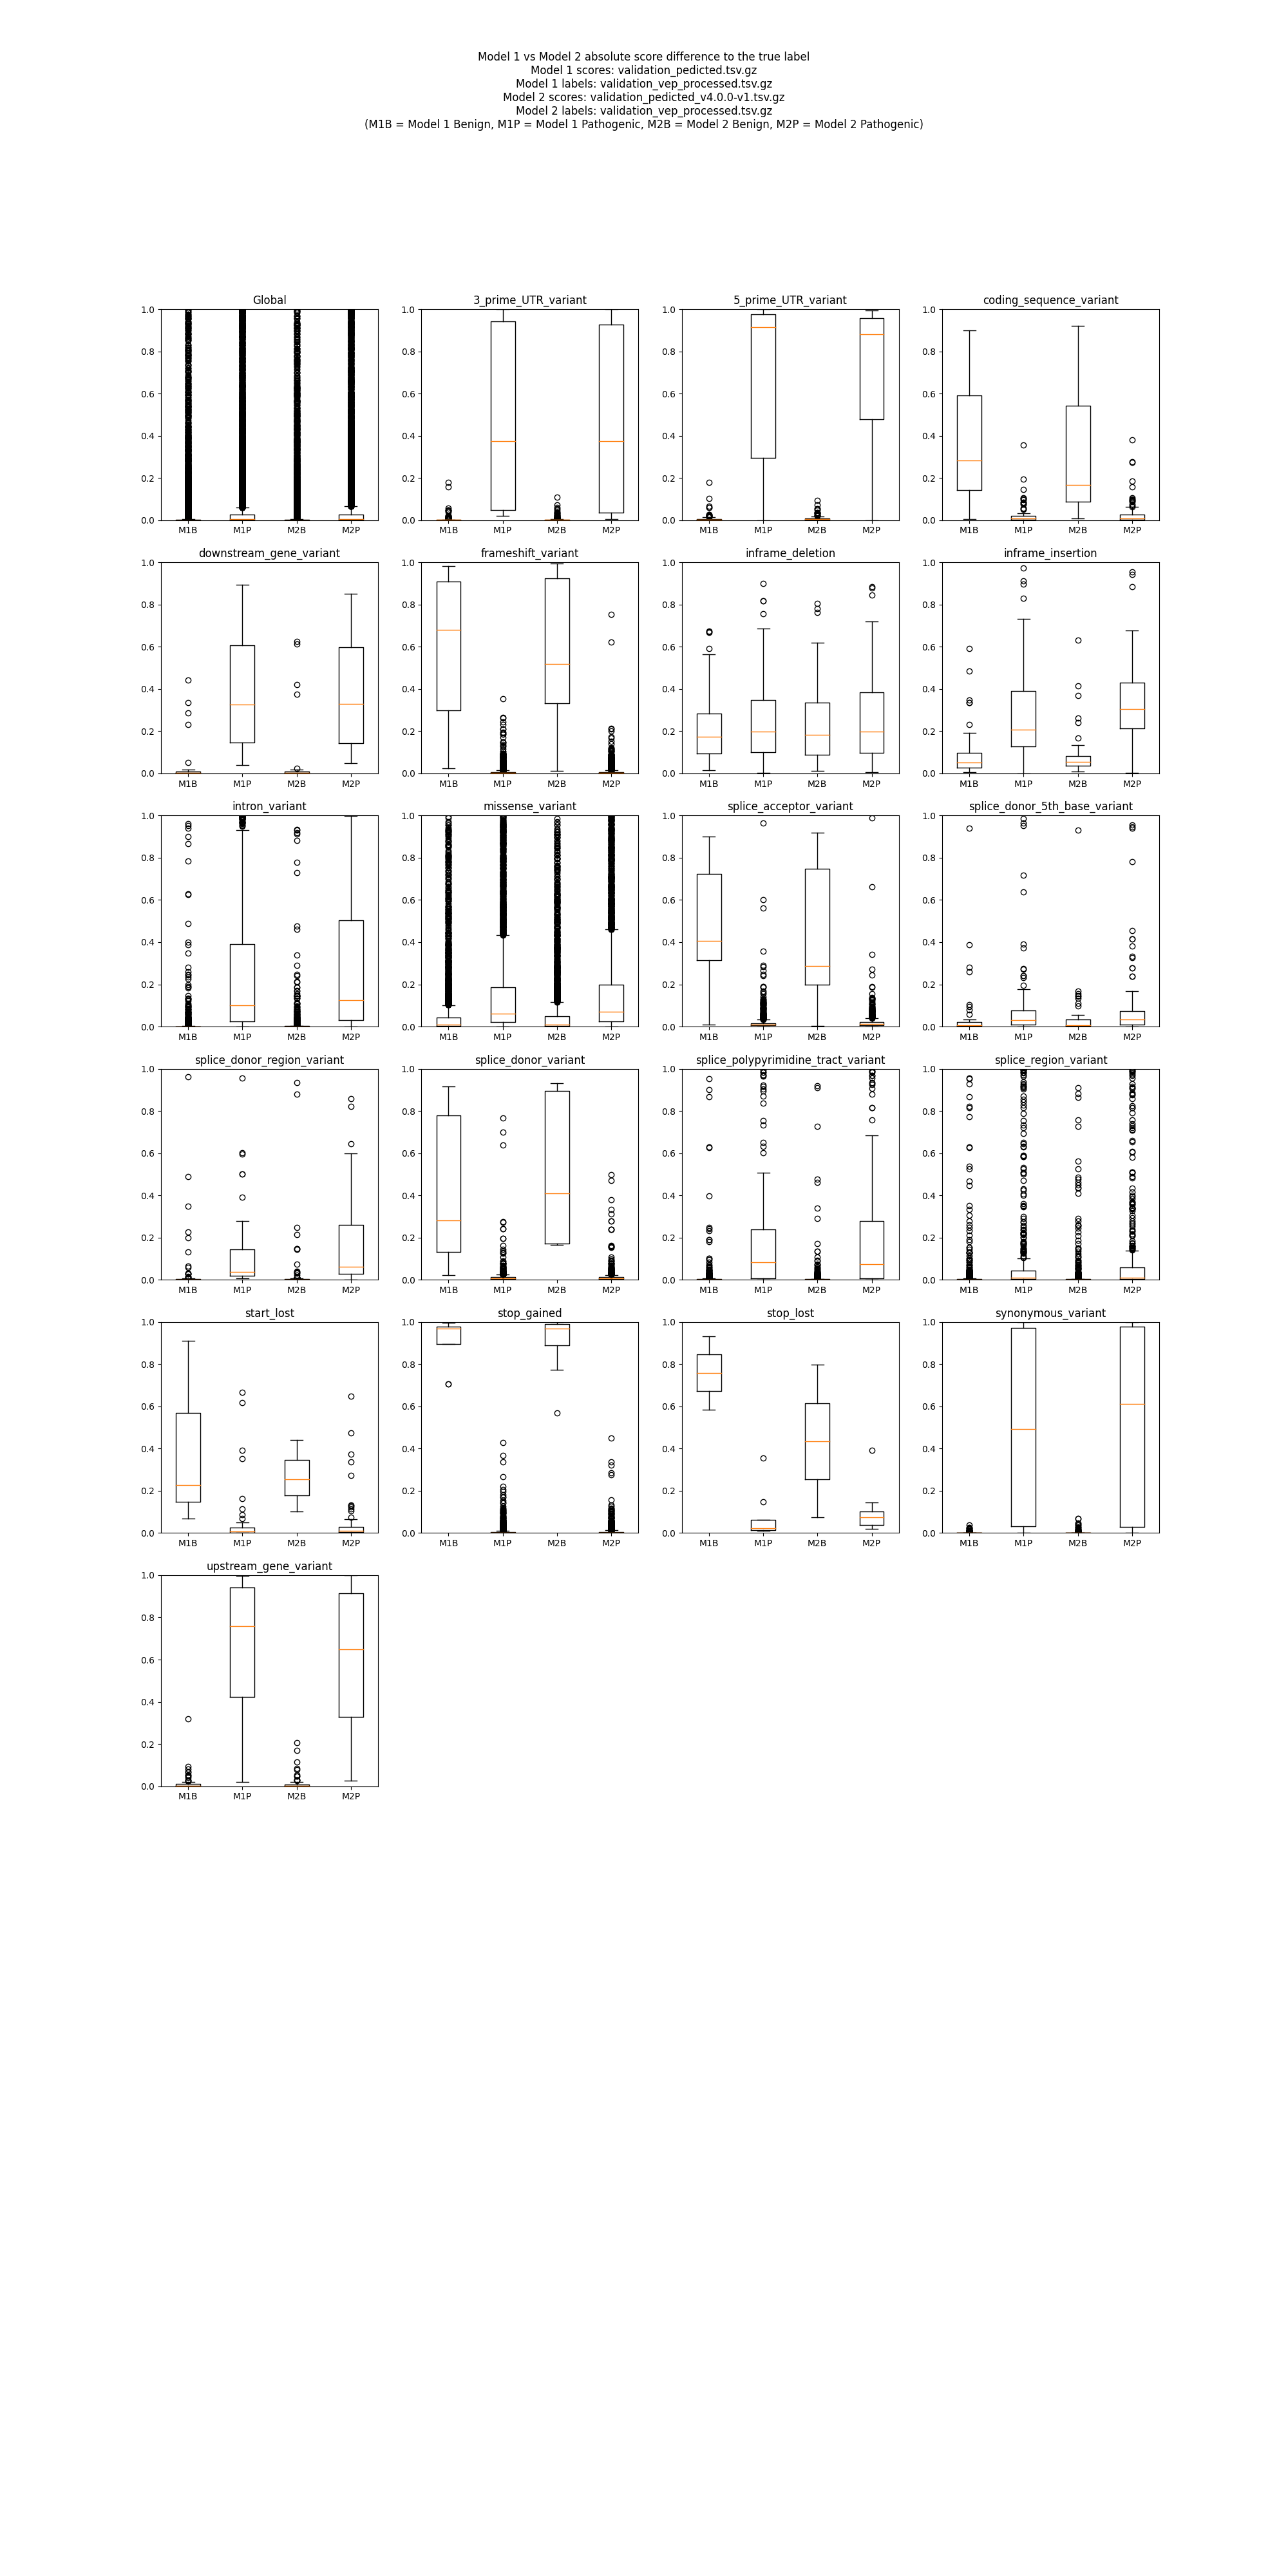 Model 1 vs Model 2 absolute score difference to the true label
Model 1 scores: validation_pedicted.tsv.gz
Model 1 labels: validation_vep_processed.tsv.gz
Model 2 scores: validation_pedicted_v4.0.0-v1.tsv.gz
Model 2 labels: validation_vep_processed.tsv.gz
(M1B = Model 1 Benign, M1P = Model 1 Pathogenic, M2B = Model 2 Benign, M2P = Model 2 Pathogenic)
Global 3_prime_UTR_variant 5_prime_UTR_variant coding_sequence_variant
1.0 1.0 1.0 1.0
0.8 0.8 0.8 0.8
0.6 0.6 0.6 0.6
0.4 0.4 0.4 0.4
0.2 0.2 0.2 0.2
0.0 0.0 0.0 0.0
M1B M1P M2B M2P M1B M1P M2B M2P M1B M1P M2B M2P M1B M1P M2B M2P
downstream_gene_variant frameshift_variant inframe_deletion inframe_insertion
1.0 1.0 1.0 1.0
0.8 0.8 0.8 0.8
0.6 0.6 0.6 0.6
0.4 0.4 0.4 0.4
0.2 0.2 0.2 0.2
0.0 0.0 0.0 0.0
M1B M1P M2B M2P M1B M1P M2B M2P M1B M1P M2B M2P M1B M1P M2B M2P
intron_variant missense_variant splice_acceptor_variant splice_donor_5th_base_variant
1.0 1.0 1.0 1.0
0.8 0.8 0.8 0.8
0.6 0.6 0.6 0.6
0.4 0.4 0.4 0.4
0.2 0.2 0.2 0.2
0.0 0.0 0.0 0.0
M1B M1P M2B M2P M1B M1P M2B M2P M1B M1P M2B M2P M1B M1P M2B M2P
splice_donor_region_variant splice_donor_variant splice_polypyrimidine_tract_variant splice_region_variant
1.0 1.0 1.0 1.0
0.8 0.8 0.8 0.8
0.6 0.6 0.6 0.6
0.4 0.4 0.4 0.4
0.2 0.2 0.2 0.2
0.0 0.0 0.0 0.0
M1B M1P M2B M2P M1B M1P M2B M2P M1B M1P M2B M2P M1B M1P M2B M2P
start_lost stop_gained stop_lost synonymous_variant
1.0 1.0 1.0 1.0
0.8 0.8 0.8 0.8
0.6 0.6 0.6 0.6
0.4 0.4 0.4 0.4
0.2 0.2 0.2 0.2
0.0 0.0 0.0 0.0
M1B M1P M2B M2P M1B M1P M2B M2P M1B M1P M2B M2P M1B M1P M2B M2P
upstream_gene_variant
1.0
0.8
0.6
0.4
0.2
0.0
M1B M1P M2B M2P